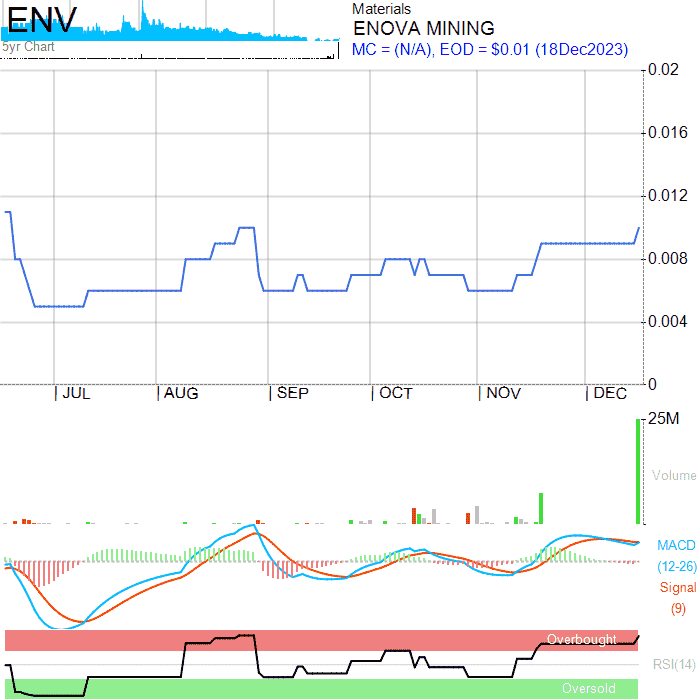 ENV
5yr Chart
Materials
ENOVA MINING
MC = (N/A), EOD = $0.01 (18Dec2023)
0.02
0.016
0.012
0.008
0.004
0
JUL AUG SEP OCT NOV DEC
25M
Volume
MACD
(12-26)
Signal
(9)
Overbought
RSI(14)
Oversold